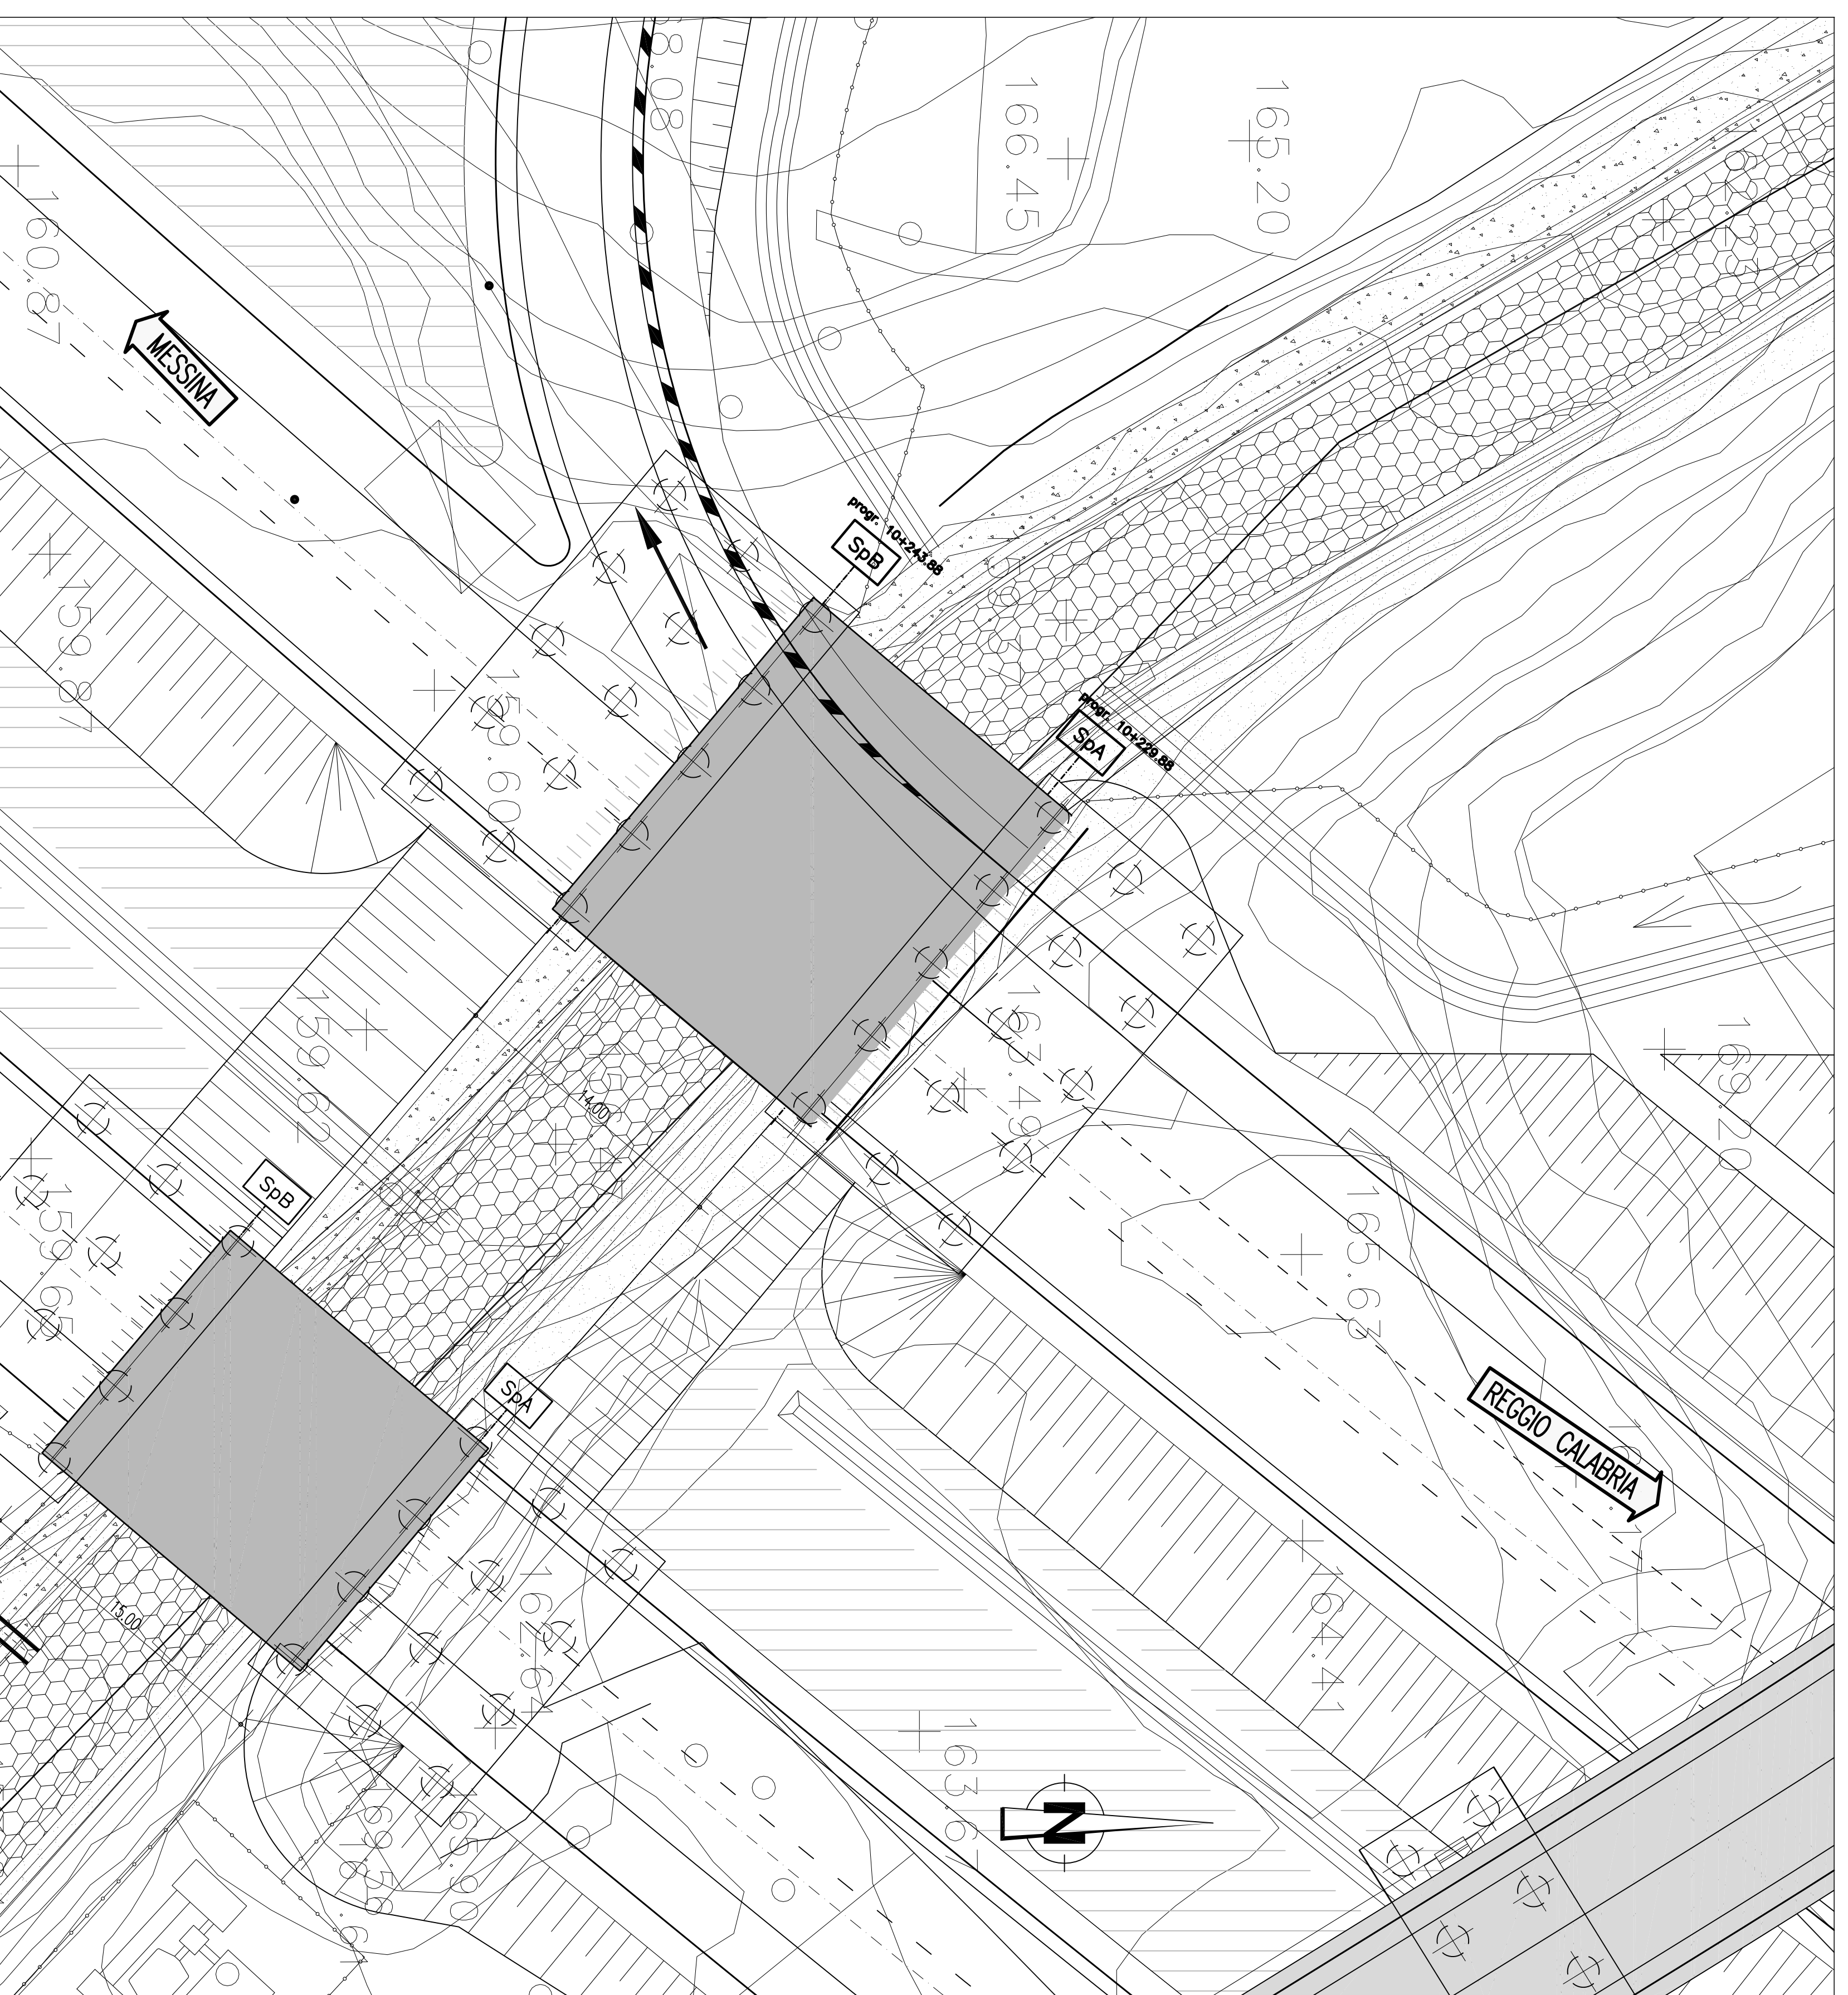 166.45
165.20
160.87
MESSINA
progr. 10+243.88
SpB
159.87
159.60
progr. 10+229.88
SpA
159.62
163.49
169.20
14.00
SpB
159.65
165.63
SpA
REGGIO CALABRIA
15.00
162.64
164.41
N